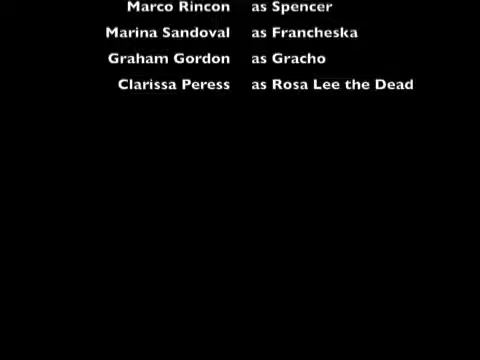 Marco Rincon as Spencer
Marina Sandoval as Francheska
Graham Gordon as Gracho
Clarissa Peress as Rosa Lee the Dead